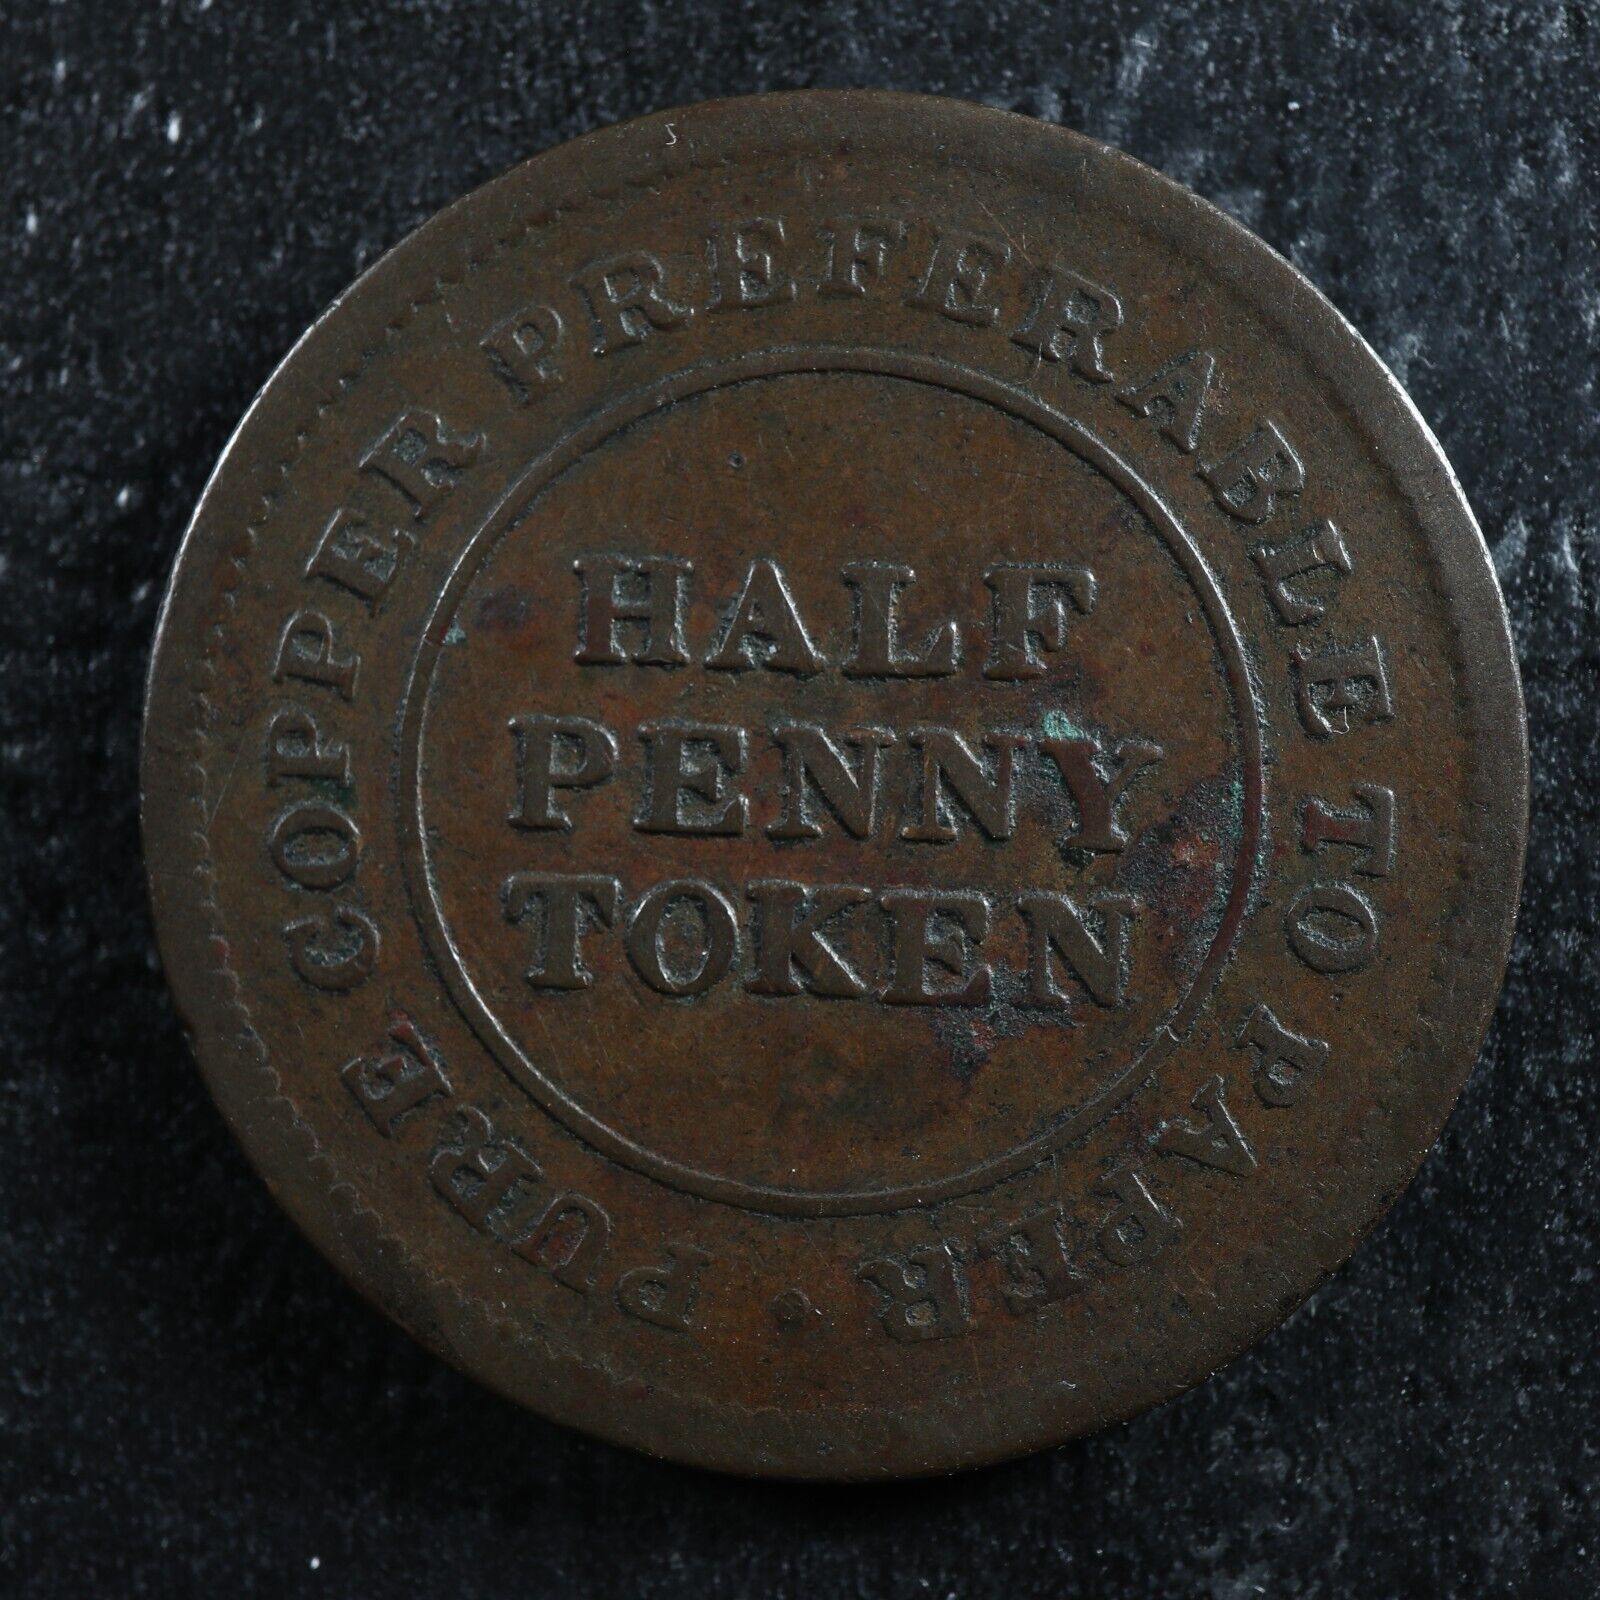 PURE COPPER PREFERABLE TO PAPER ·
HALF
PENNY
TOKEN